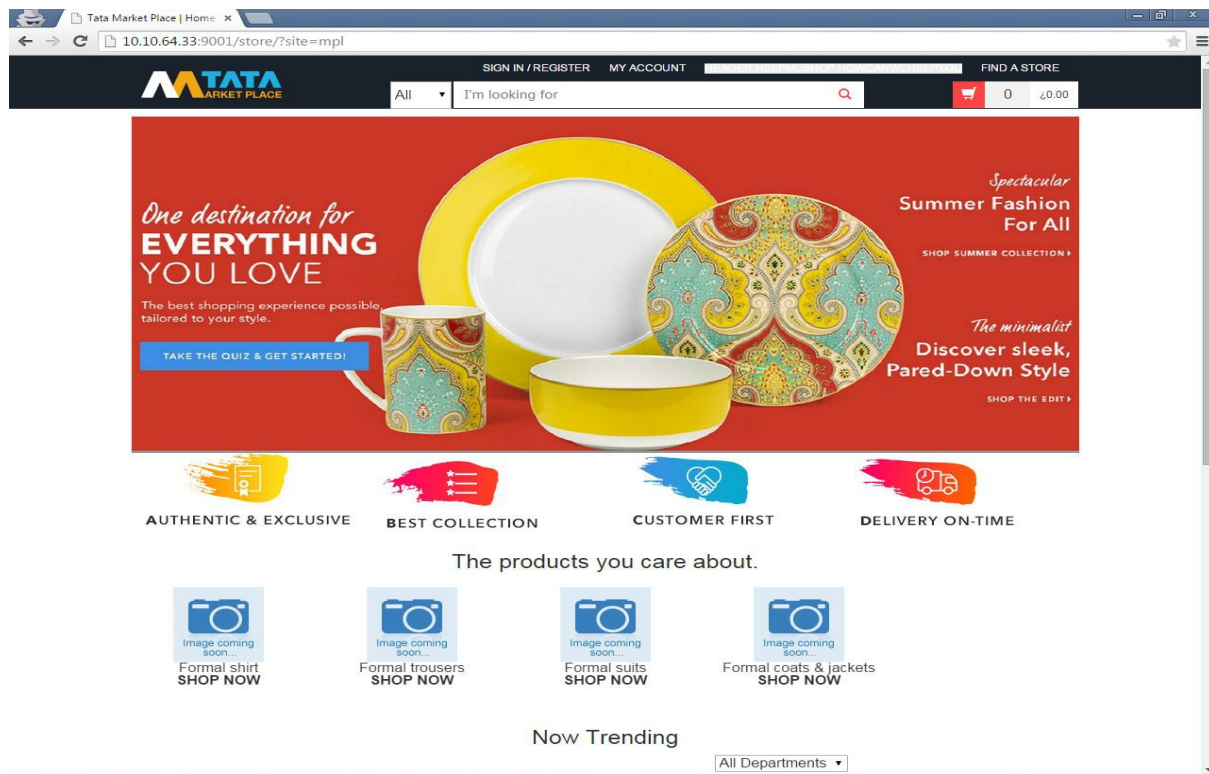 Tata Market Place | Home
10.10.64.33:9001/store/?site=mpl
SIGN IN / REGISTER MY ACCOUNT FIND A STORE
TATA
MARKET PLACE
All I'm looking for 0 ¿0.00
One destination for
EVERYTHING
YOU LOVE
The best shopping experience possible,
tailored to your style.
TAKE THE QUIZ & GET STARTED!
Spectacular
Summer Fashion
For All
SHOP SUMMER COLLECTION
The minimalist
Discover sleek,
Pared-Down Style
SHOP THE EDIT
AUTHENTIC & EXCLUSIVE BEST COLLECTION CUSTOMER FIRST DELIVERY ON-TIME
The products you care about.
Image coming
soon... Image coming
soon... Image coming
soon... Image coming
soon...
Formal shirt Formal trousers Formal suits Formal coats & jackets
SHOP NOW SHOP NOW SHOP NOW SHOP NOW
Now Trending
All Departments